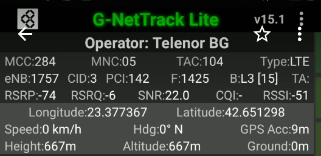 G-NetTrack Lite v15.1
Operator: Telenor BG
MCC:284 MNC:05 TAC:104 Type:LTE
eNB:1757 CID:3 PCI:142 F:1425 B:L3 [15] TA:
RSRP:-74 RSRQ:-6 SNR:22.0 CQI:- RSSI:-51
Longitude:23.377367 Latitude:42.651298
Speed:0 km/h Hdg:0° N GPS Acc:9m
Height:667m Altitude:667m Ground:0m